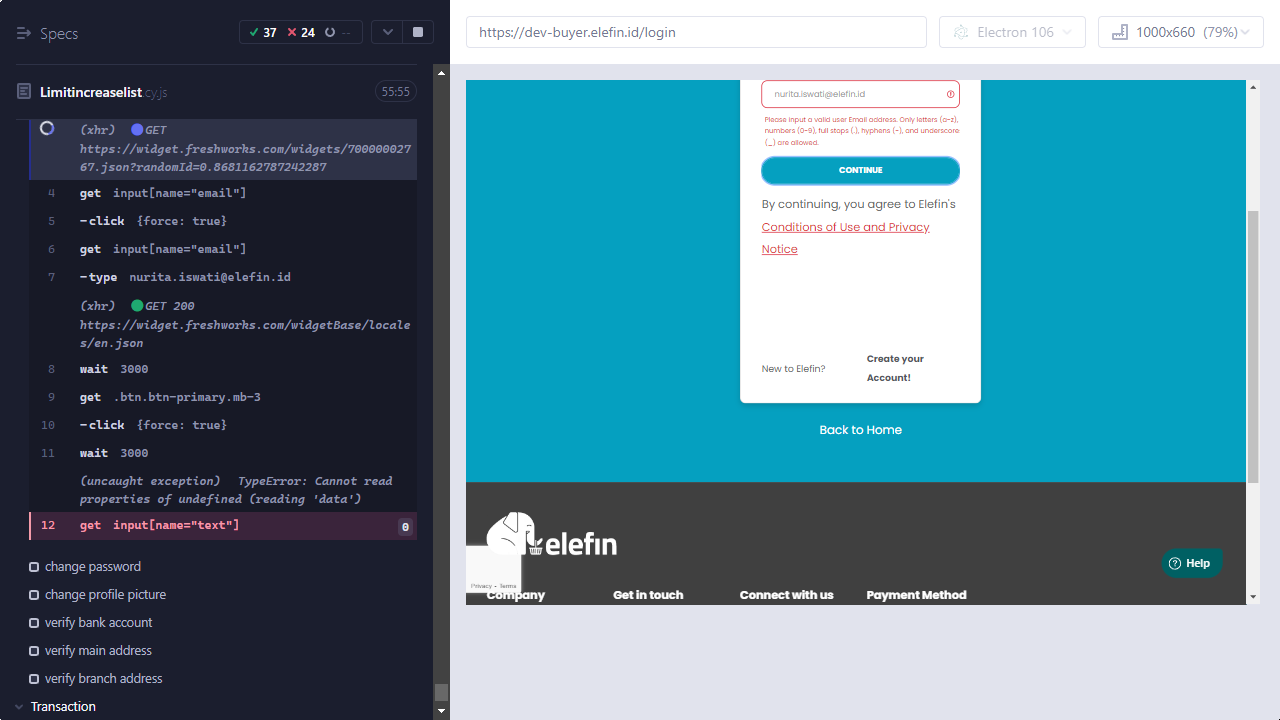 Specs
37
24
--
https://dev-buyer.elefin.id/login
Electron 106
1000x660 (79%)
Limitincreaselist.cy.js
55:55
(xhr) GET
https://widget.freshworks.com/widgets/700000027
67.json?randomId=0.8681162787242287
4 get input[name="email"]
5 -click {force: true}
6 get input[name="email"]
7 -type nurita.iswati@elefin.id
(xhr) GET 200
https://widget.freshworks.com/widgetBase/locale
s/en.json
8 wait 3000
9 get .btn.btn-primary.mb-3
10 -click {force: true}
11 wait 3000
(uncaught exception) TypeError: Cannot read
properties of undefined (reading 'data')
12 get input[name="text"]
0
change password
change profile picture
verify bank account
verify main address
verify branch address
Transaction
nurita.iswati@elefin.id
Please input a valid user Email address. Only letters (a-z),
numbers (0-9), full stops (.), hyphens (-), and underscore
(_) are allowed.
CONTINUE
By continuing, you agree to Elefin's
Conditions of Use and Privacy
Notice
New to Elefin?
Create your
Account!
Back to Home
elefin
Help
Privacy - Terms
Company
Get in touch
Connect with us
Payment Method